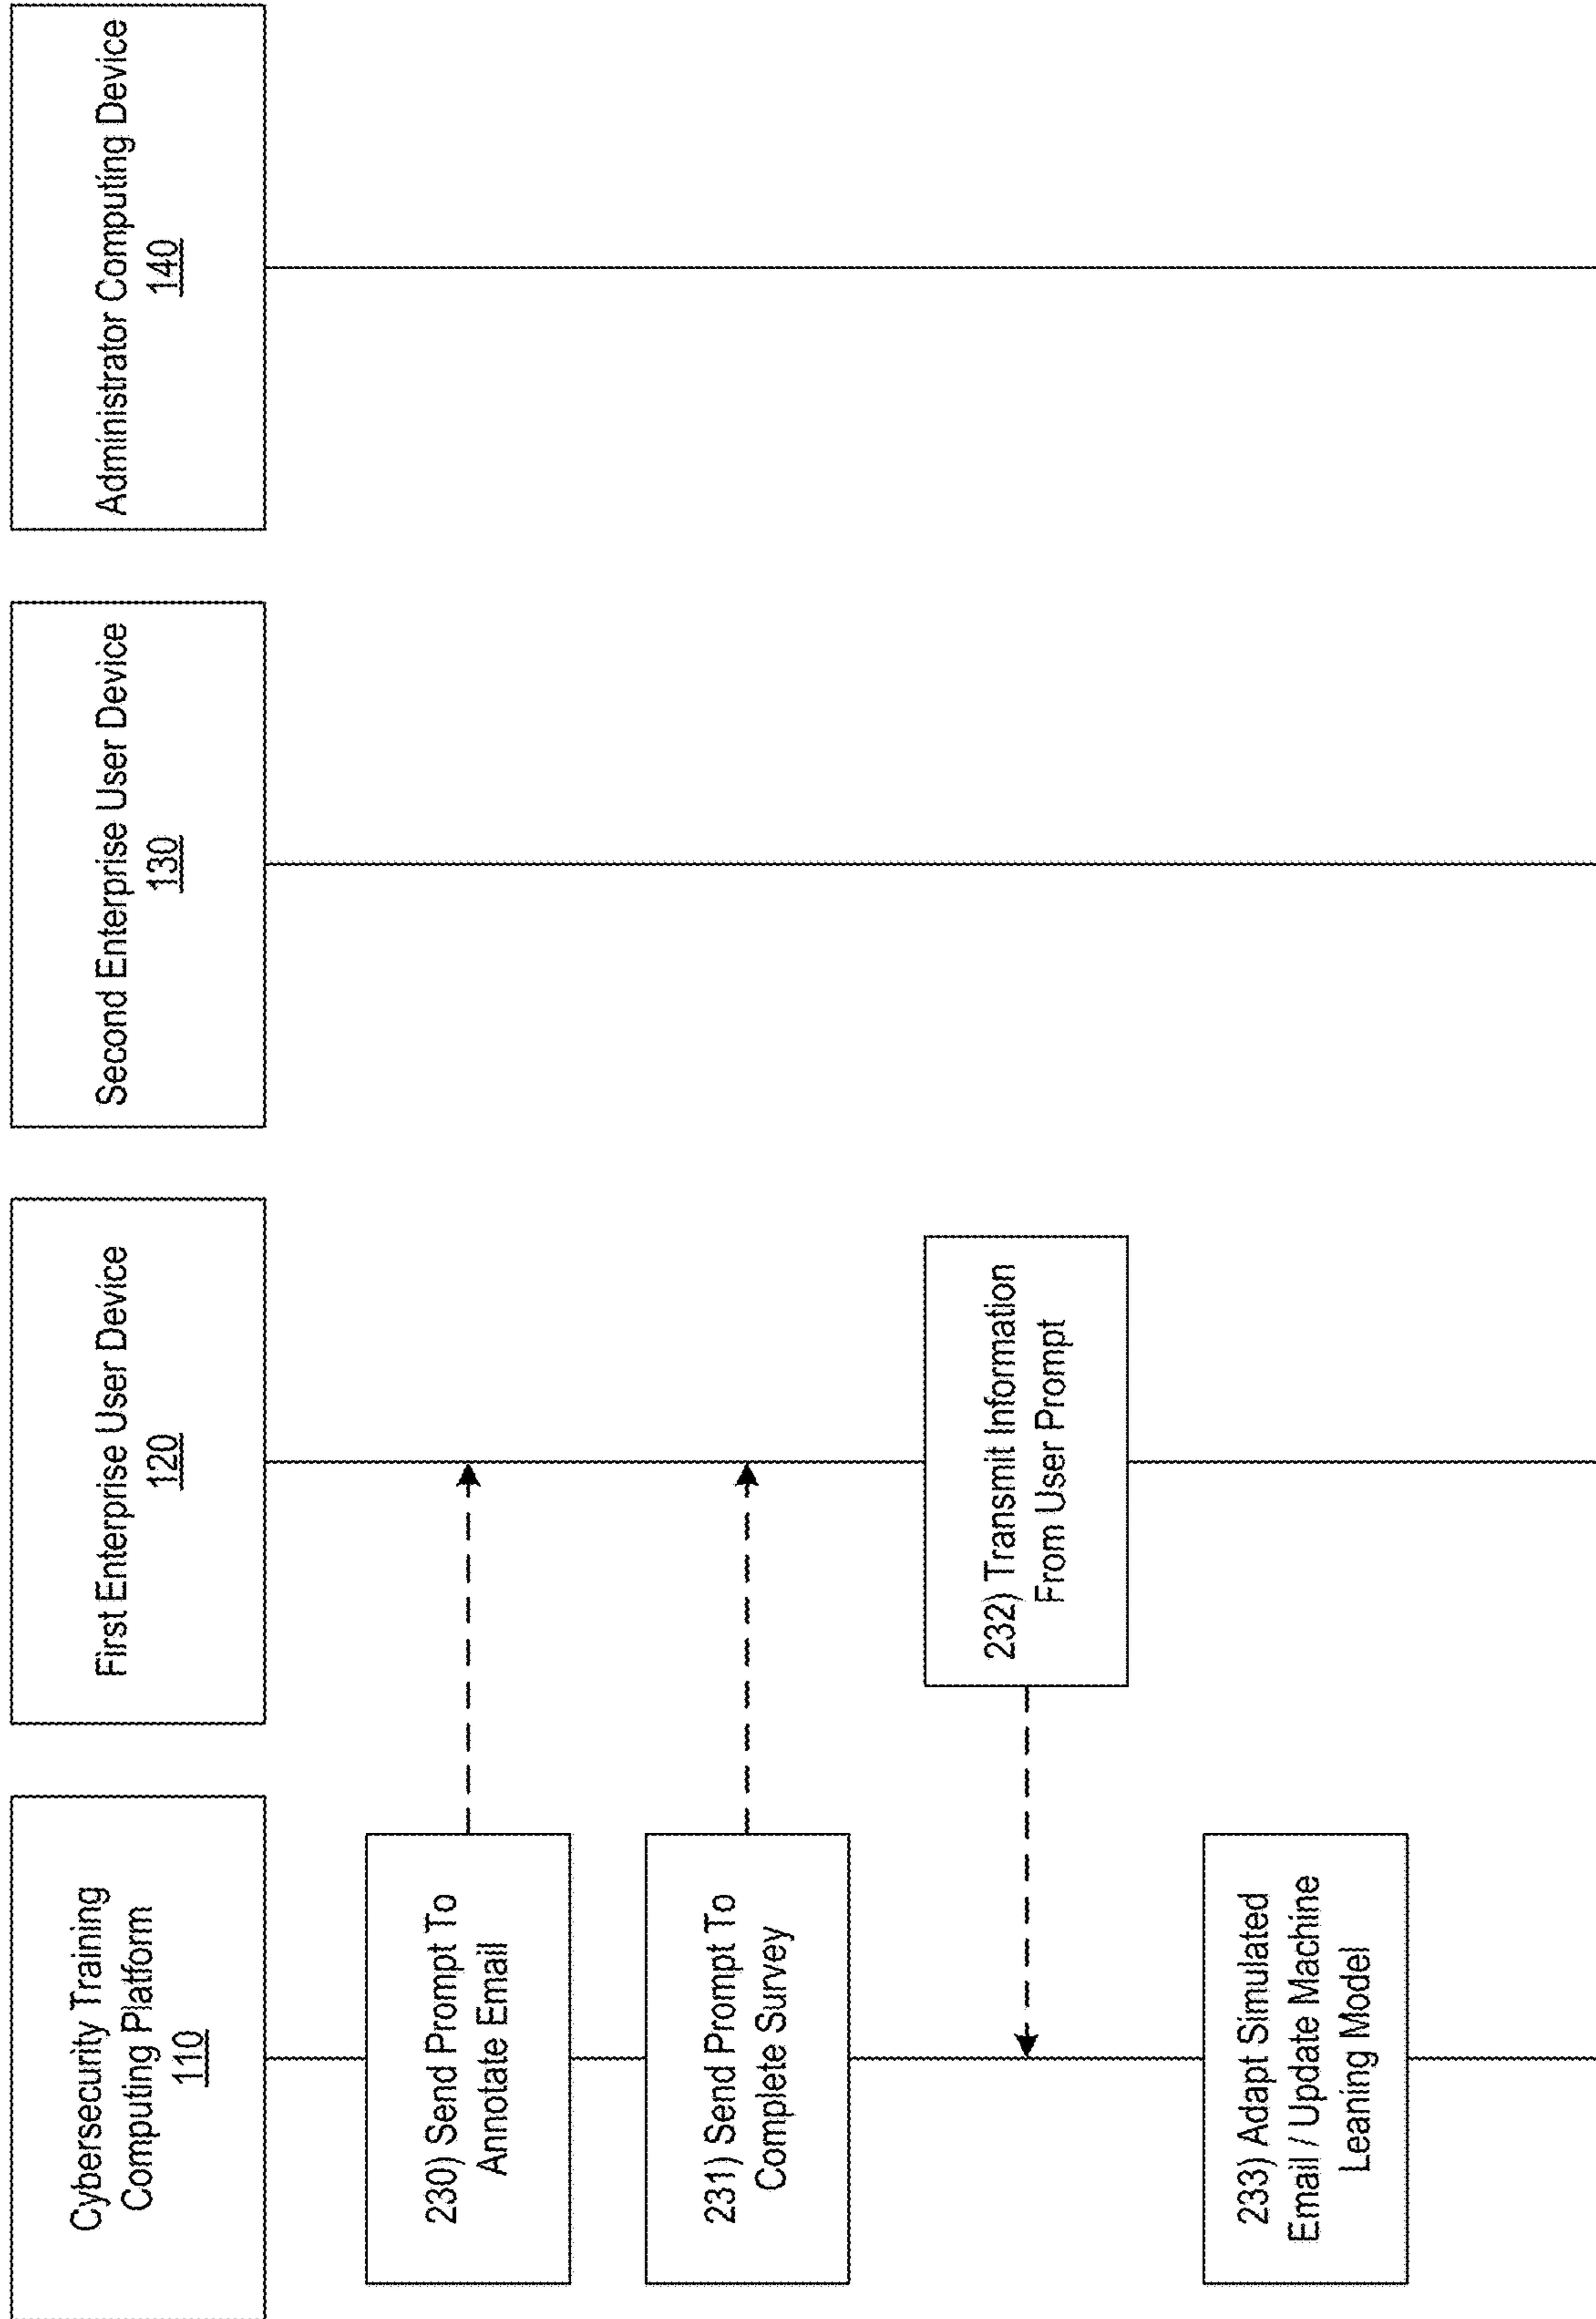 Cybersecurity Training
Computing Platform
110
First Enterprise User Device
120
Second Enterprise User Device
130
Administrator Computing Device
140
230) Send Prompt To
Annotate Email
231) Send Prompt To
Complete Survey
232) Transmit Information
From User Prompt
233) Adapt Simulated
Email / Update Machine
Leaning Model